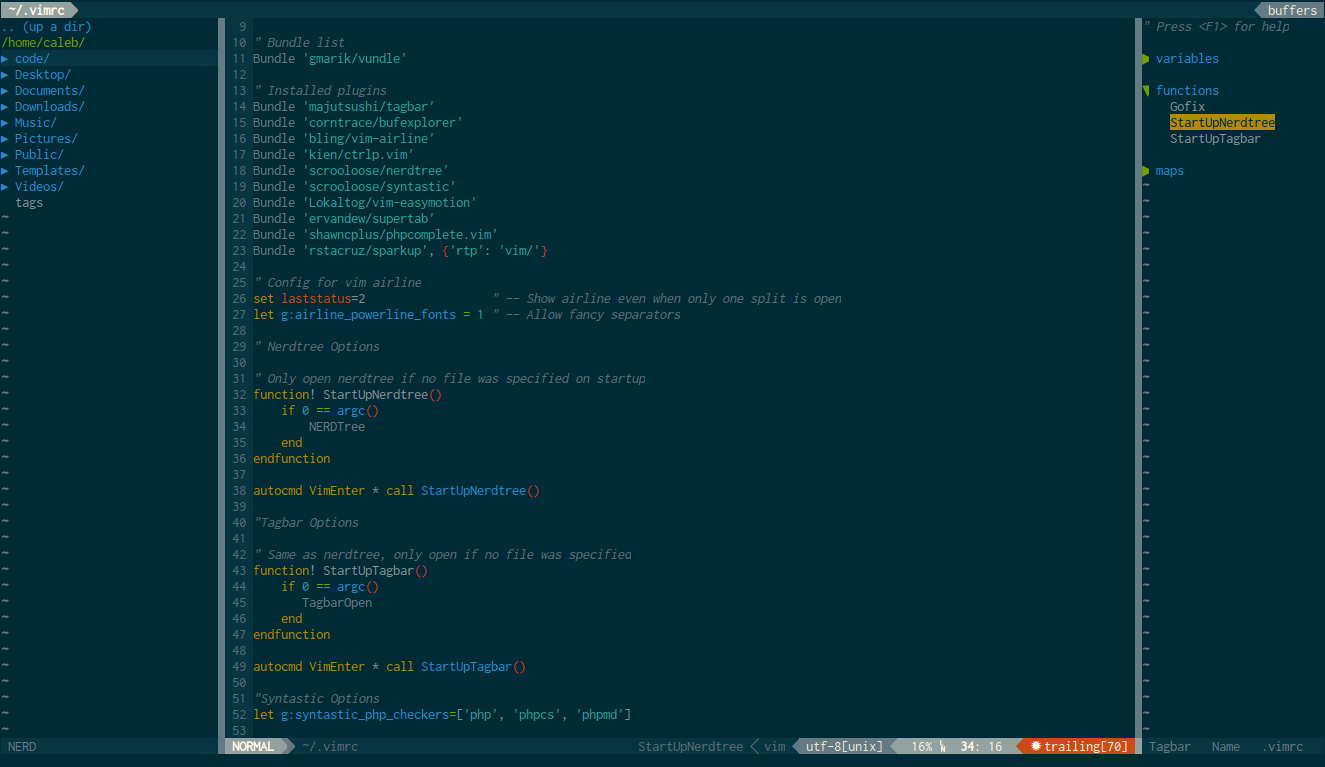 ~/.vimrc
buffers
.. (up a dir)
/home/caleb/
▸ code/
▸ Desktop/
▸ Documents/
▸ Downloads/
▸ Music/
▸ Pictures/
▸ Public/
▸ Templates/
▸ Videos/
tags
9
10 " Bundle list
11 Bundle 'gmarik/vundle'
12
13 " Installed plugins
14 Bundle 'majutsushi/tagbar'
15 Bundle 'corntrace/bufexplorer'
16 Bundle 'bling/vim-airline'
17 Bundle 'kien/ctrlp.vim'
18 Bundle 'scrooloose/nerdtree'
19 Bundle 'scrooloose/syntastic'
20 Bundle 'Lokaltog/vim-easymotion'
21 Bundle 'ervandew/supertab'
22 Bundle 'shawncplus/phpcomplete.vim'
23 Bundle 'rstacruz/sparkup', {'rtp': 'vim/'}
24
25 " Config for vim airline
26 set laststatus=2 " -- Show airline even when only one split is open
27 let g:airline_powerline_fonts = 1 " -- Allow fancy separators
28
29 " Nerdtree Options
30
31 " Only open nerdtree if no file was specified on startup
32 function! StartUpNerdtree()
33 if 0 == argc()
34 NERDTree
35 end
36 endfunction
37
38 autocmd VimEnter * call StartUpNerdtree()
39
40 "Tagbar Options
41
42 " Same as nerdtree, only open if no file was specified
43 function! StartUpTagbar()
44 if 0 == argc()
45 TagbarOpen
46 end
47 endfunction
48
49 autocmd VimEnter * call StartUpTagbar()
50
51 "Syntastic Options
52 let g:syntastic_php_checkers=['php', 'phpcs', 'phpmd']
53
" Press <F1> for help
variables
functions
Gofix
StartUpNerdtree
StartUpTagbar
maps
NERD
NORMAL ~/.vimrc StartUpNerdtree vim utf-8[unix] 16% 34: 16 ✹ trailing[70]
Tagbar Name .vimrc